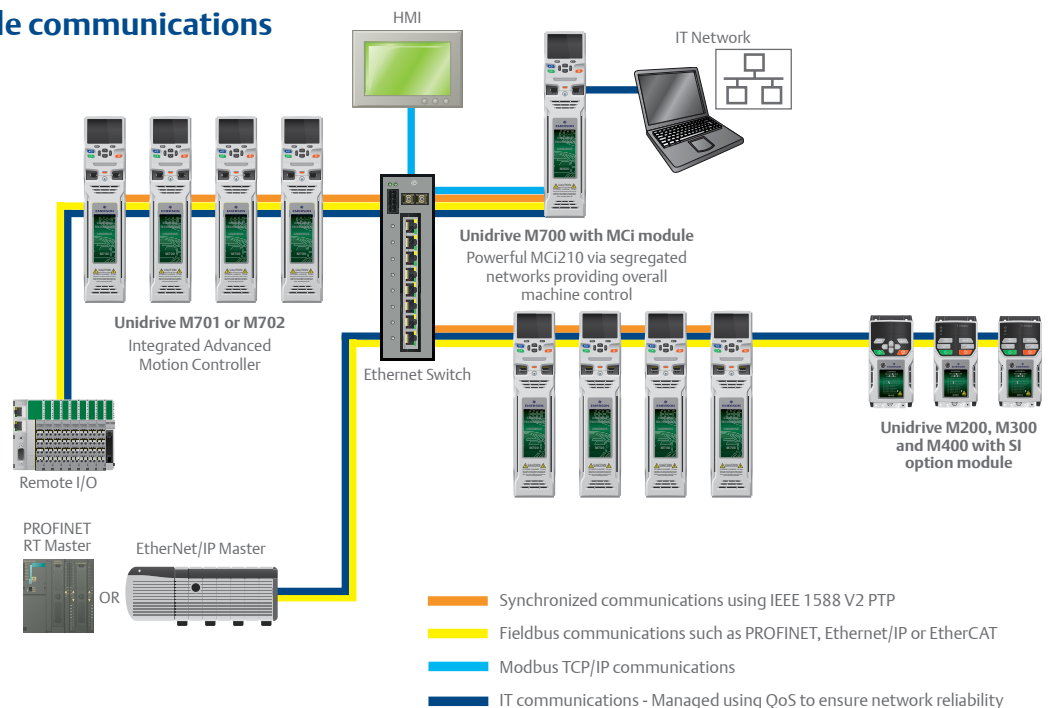 le communications
HMI
IT Network
Unidrive M700 with MCi module
Powerful MCi210 via segregated
networks providing overall
machine control
Unidrive M701 or M702
Integrated Advanced
Motion Controller
Ethernet Switch
Unidrive M200, M300
and M400 with SI
option module
Remote I/O
PROFINET
RT Master
OR
EtherNet/IP Master
Synchronized communications using IEEE 1588 V2 PTP
Fieldbus communications such as PROFINET, Ethernet/IP or EtherCAT
Modbus TCP/IP communications
IT communications - Managed using QoS to ensure network reliability